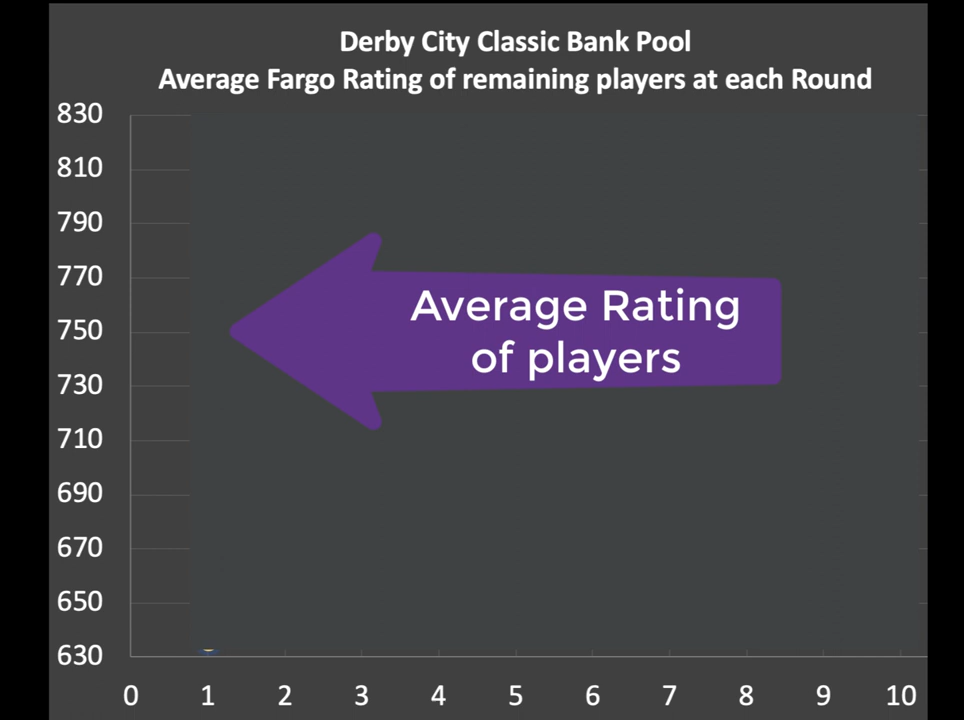 Derby City Classic Bank Pool
Average Fargo Rating of remaining players at each Round
830
810
790
770
750
730
710
690
670
650
630
Average Rating
of players
0 1 2 3 4 5 6 7 8 9 10